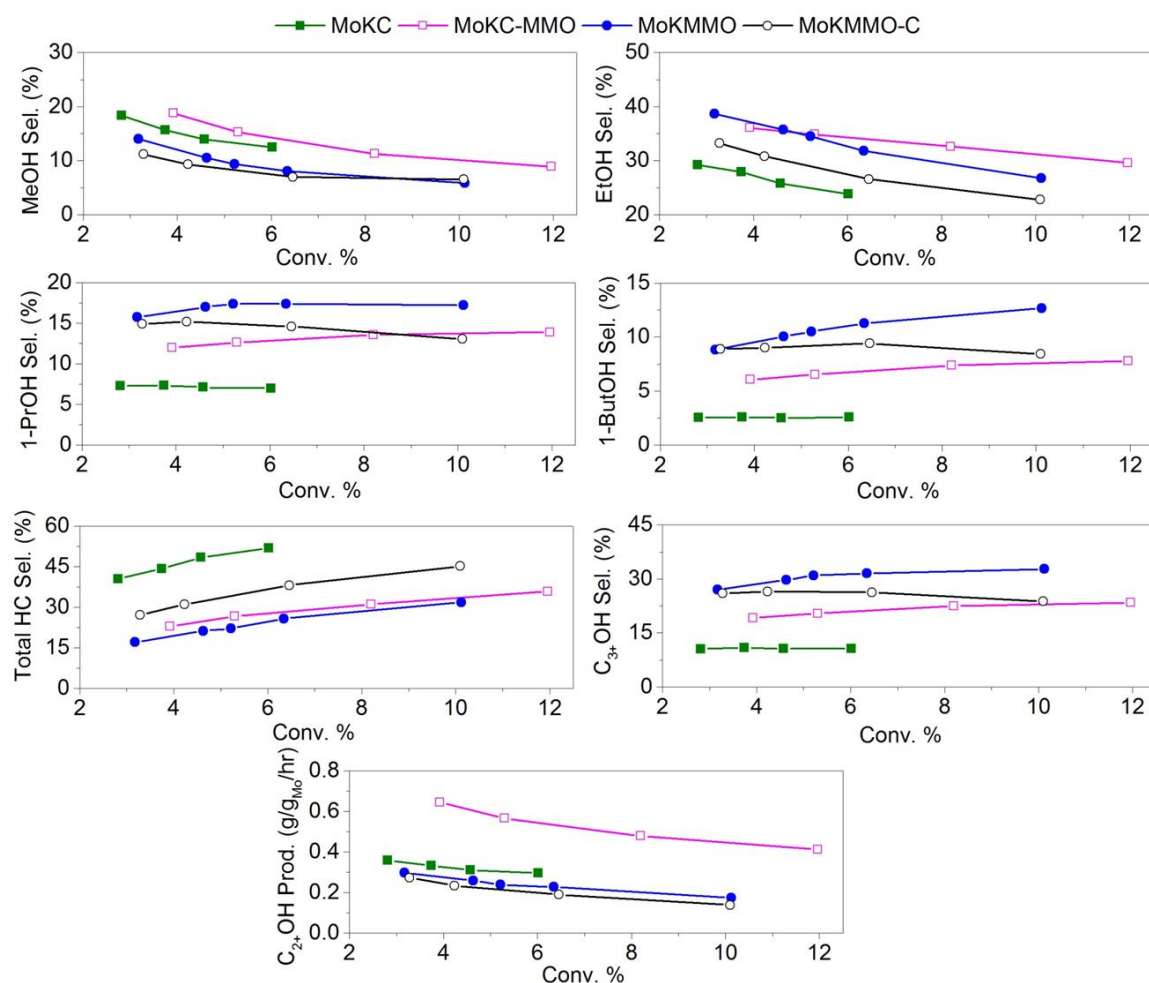 MoKC MoKC-MMO MoKMMO MoKMMO-C
MeOH Sel. (%)
30
20
10
0
2 4 6 8 10 12
Conv. %
EtOH Sel. (%)
50
40
30
20
2 4 6 8 10 12
Conv. %
1-PrOH Sel. (%)
20
15
10
5
0
2 4 6 8 10 12
Conv. %
1-ButOH Sel. (%)
15
10
5
0
2 4 6 8 10 12
Conv. %
Total HC Sel. (%)
60
45
30
15
0
2 4 6 8 10 12
Conv. %
C3+OH Sel. (%)
45
30
15
0
2 4 6 8 10 12
Conv. %
C2+OH Prod. (g/gMo/hr)
0.8
0.6
0.4
0.2
0.0
2 4 6 8 10 12
Conv. %